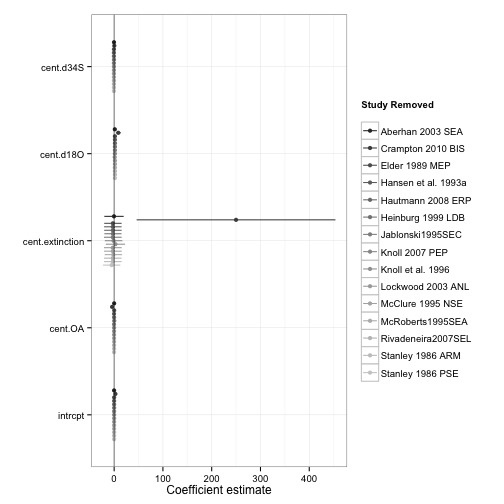 cent.d34S
cent.d18O
cent.extinction
cent.OA
intrcpt
0
100
200
300
400
Coefficient estimate
Study Removed
Aberhan 2003 SEA
Crampton 2010 BIS
Elder 1989 MEP
Hansen et al. 1993a
Hautmann 2008 ERP
Heinburg 1999 LDB
Jablonski1995SEC
Knoll 2007 PEP
Knoll et al. 1996
Lockwood 2003 ANL
McClure 1995 NSE
McRoberts1995SEA
Rivadeneira2007SEL
Stanley 1986 ARM
Stanley 1986 PSE